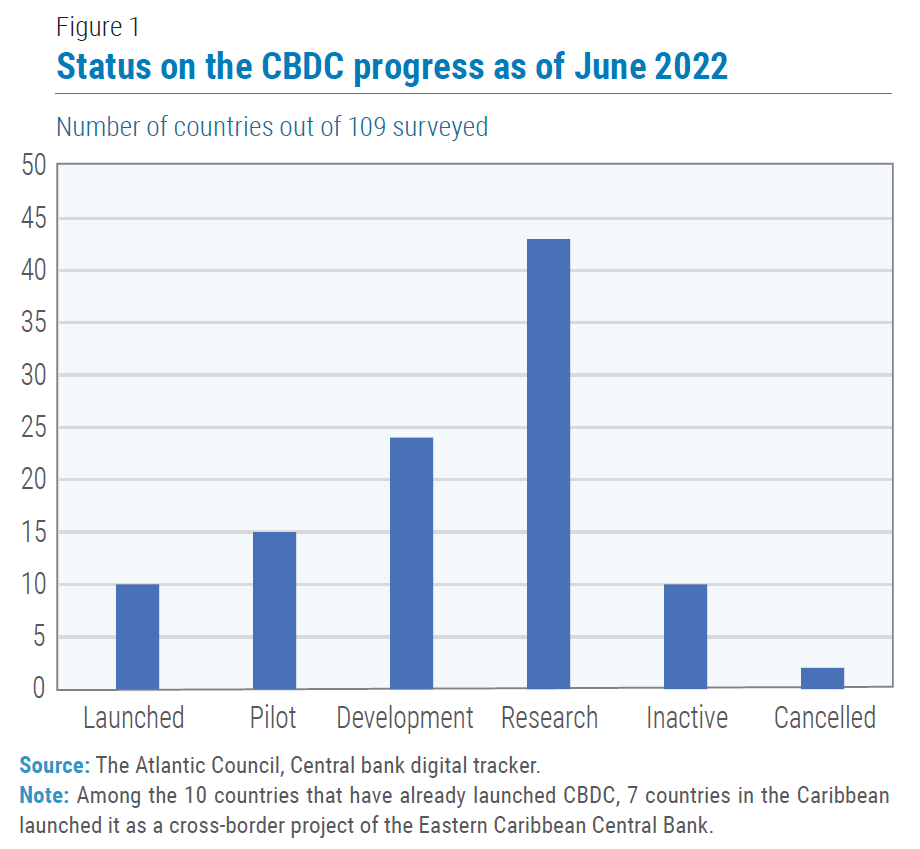 Figure 1
Status on the CBDC progress as of June 2022
Number of countries out of 109 surveyed
50
45
40
35
30
25
20
15
10
5
0
Launched Pilot Development Research Inactive Cancelled
Source: The Atlantic Council, Central bank digital tracker.
Note: Among the 10 countries that have already launched CBDC, 7 countries in the Caribbean
launched it as a cross-border project of the Eastern Caribbean Central Bank.